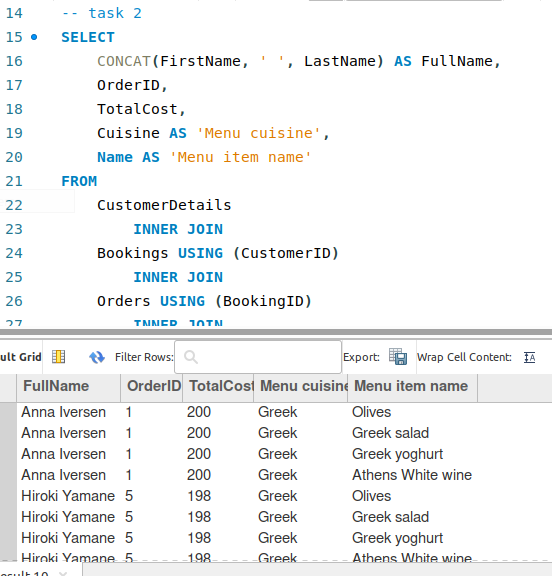 14 -- task 2
15 SELECT
16 CONCAT(FirstName, ' ', LastName) AS FullName,
17 OrderID,
18 TotalCost,
19 Cuisine AS 'Menu cuisine',
20 Name AS 'Menu item name'
21 FROM
22 CustomerDetails
23 INNER JOIN
24 Bookings USING (CustomerID)
25 INNER JOIN
26 Orders USING (BookingID)
27 INNER JOIN
ult Grid Filter Rows: Export: Wrap Cell Content: IA
FullName OrderID TotalCost Menu cuisine Menu item name
Anna Iversen 1 200 Greek Olives
Anna Iversen 1 200 Greek Greek salad
Anna Iversen 1 200 Greek Greek yoghurt
Anna Iversen 1 200 Greek Athens White wine
Hiroki Yamane 5 198 Greek Olives
Hiroki Yamane 5 198 Greek Greek salad
Hiroki Yamane 5 198 Greek Greek yoghurt
Hiroki Yamane 5 198 Greek Athens White wine
esult 10